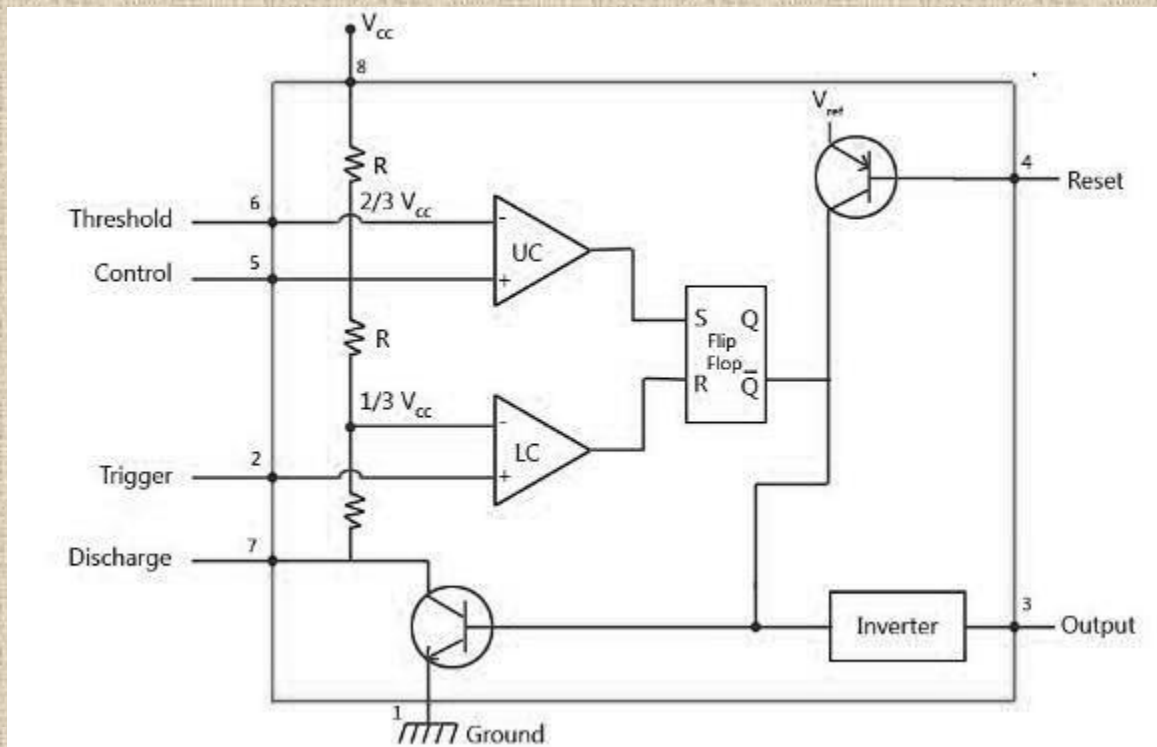 Vcc
8
Vref
R
4
Reset
6
Threshold
2/3 Vcc
-
UC
5
Control
+
S Q
Flip
Flop
R Q̅
R
1/3 Vcc
-
LC
2
Trigger
+
7
Discharge
Inverter
3
Output
1
Ground